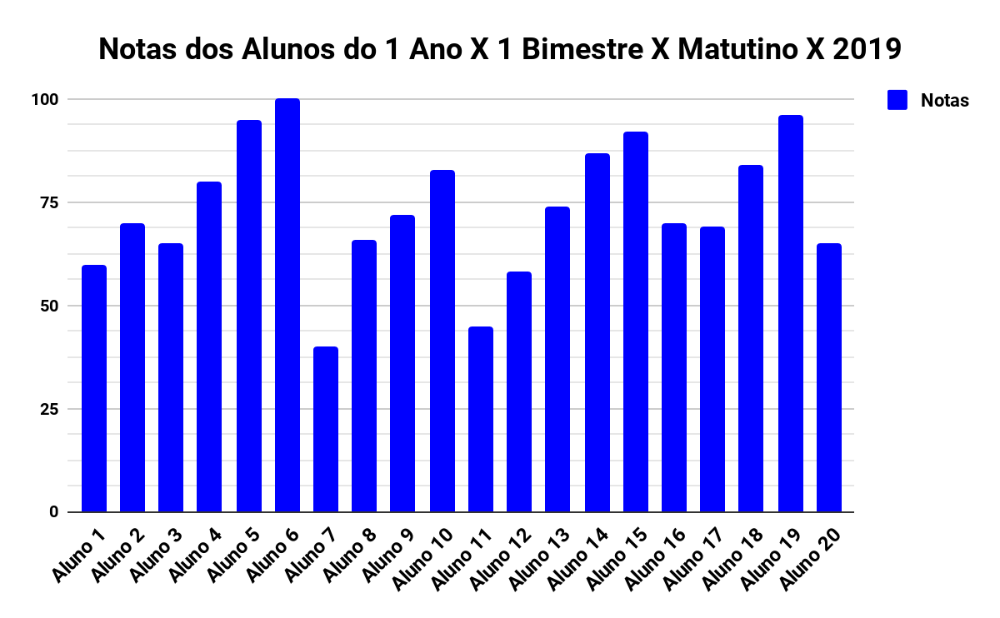 Notas dos Alunos do 1 Ano X 1 Bimestre X Matutino X 2019
100
75
50
25
0
Notas
Aluno 1
Aluno 2
Aluno 3
Aluno 4
Aluno 5
Aluno 6
Aluno 7
Aluno 8
Aluno 9
Aluno 10
Aluno 11
Aluno 12
Aluno 13
Aluno 14
Aluno 15
Aluno 16
Aluno 17
Aluno 18
Aluno 19
Aluno 20